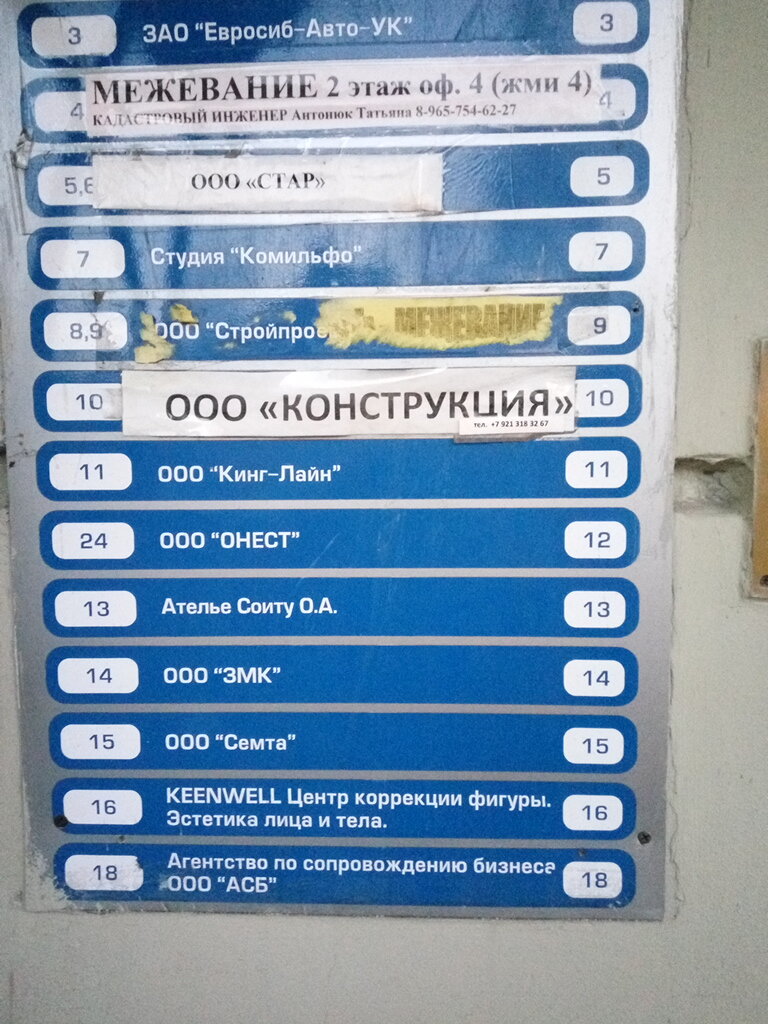 3 ЗАО “Евросиб-Авто-УК” 3
МЕЖЕВАНИЕ 2 этаж оф. 4 (жми 4)
4 КАДАСТРОВЫЙ ИНЖЕНЕР Антонюк Татьяна 8-965-754-62-27 4
5,6 ООО «СТАР» 5
7 Студия “Комильфо” 7
8,9 ООО “Стройпрое МЕЖЕВАНИЕ 9
10 ООО «КОНСТРУКЦИЯ» 10
тел. +7 921 318 32 67
11 ООО “Кинг-Лайн” 11
24 ООО “ОНЕСТ” 12
13 Ателье Соиту О.А. 13
14 ООО “ЗМК” 14
15 ООО “Семта” 15
16 KEENWELL Центр коррекции фигуры. 16
Эстетика лица и тела.
18 Агентство по сопровождению бизнеса 18
ООО “АСБ”